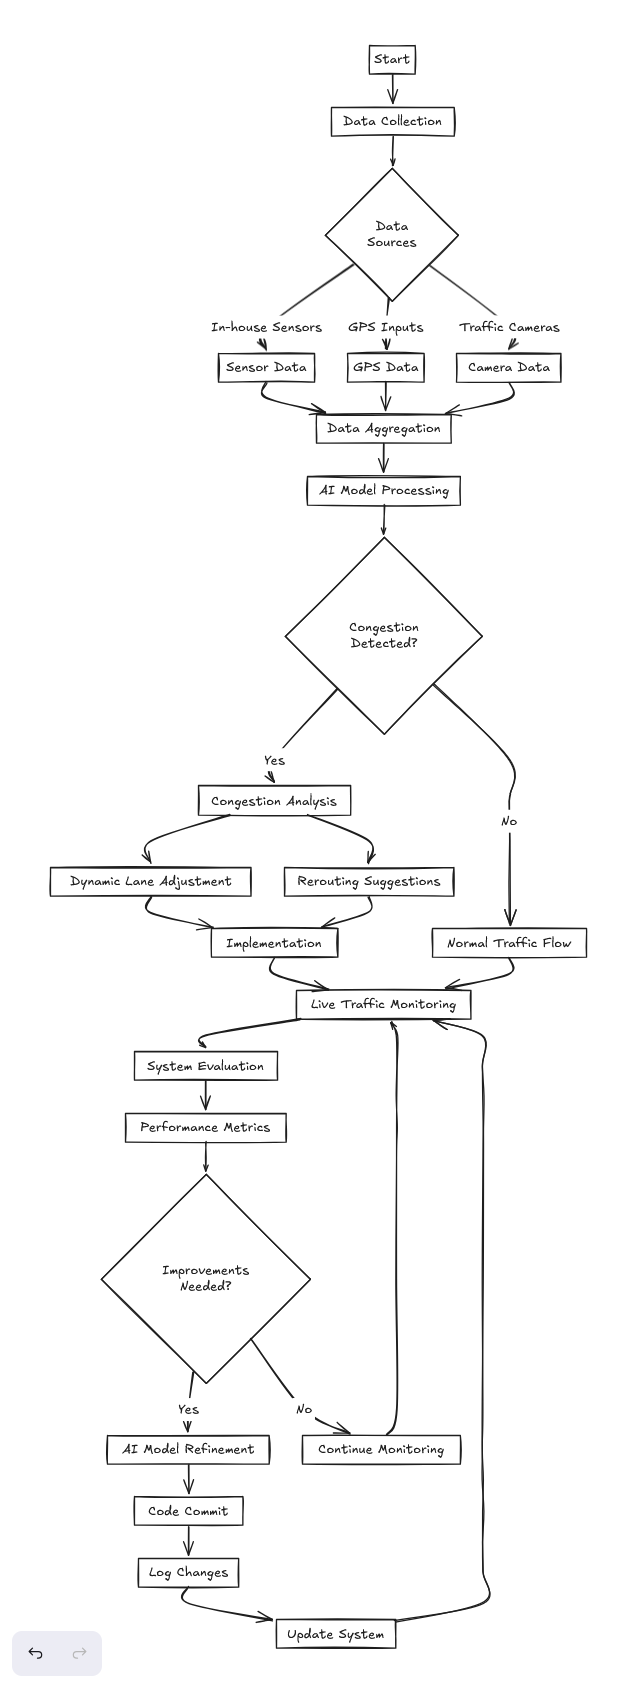 Start
Data Collection
Data
Sources
In-house Sensors
GPS Inputs
Traffic Cameras
Sensor Data
GPS Data
Camera Data
Data Aggregation
AI Model Processing
Congestion
Detected?
Yes
Congestion Analysis
No
Dynamic Lane Adjustment
Rerouting Suggestions
Implementation
Normal Traffic Flow
Live Traffic Monitoring
System Evaluation
Performance Metrics
Improvements
Needed?
Yes
No
AI Model Refinement
Continue Monitoring
Code Commit
Log Changes
Update System